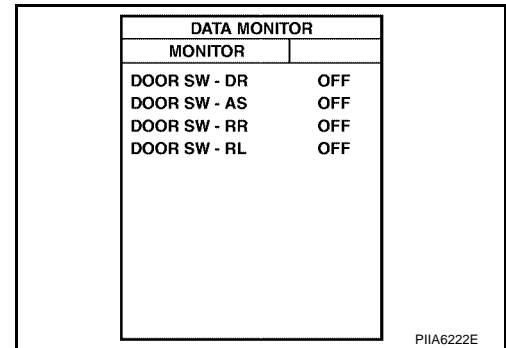 DATA MONITOR
MONITOR
DOOR SW - DR OFF
DOOR SW - AS OFF
DOOR SW - RR OFF
DOOR SW - RL OFF
PIIA6222E